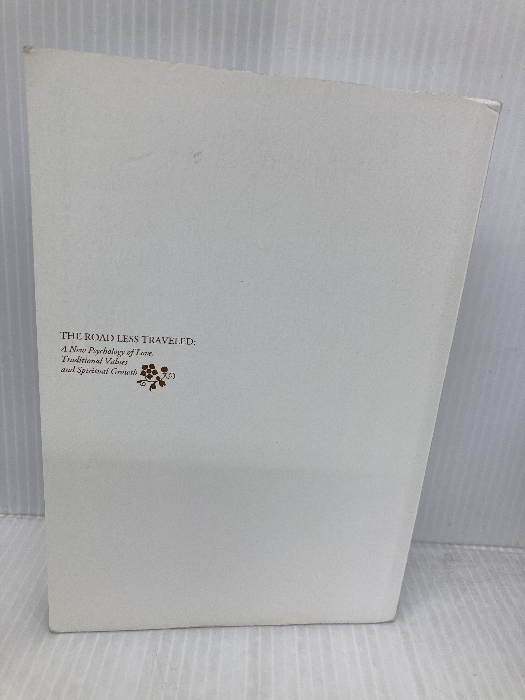 THE ROAD LESS TRAVELED:
A New Psychology of Love,
Traditional Values
and Spiritual Growth